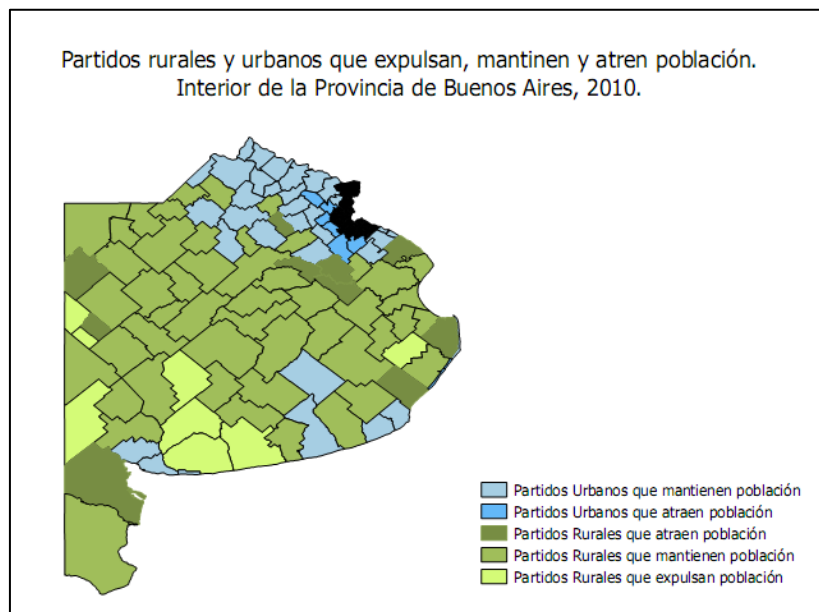 Partidos rurales y urbanos que expulsan, mantinen y atren población.
Interior de la Provincia de Buenos Aires, 2010.
Partidos Urbanos que mantienen población
Partidos Urbanos que atraen población
Partidos Rurales que atraen población
Partidos Rurales que mantienen población
Partidos Rurales que expulsan población